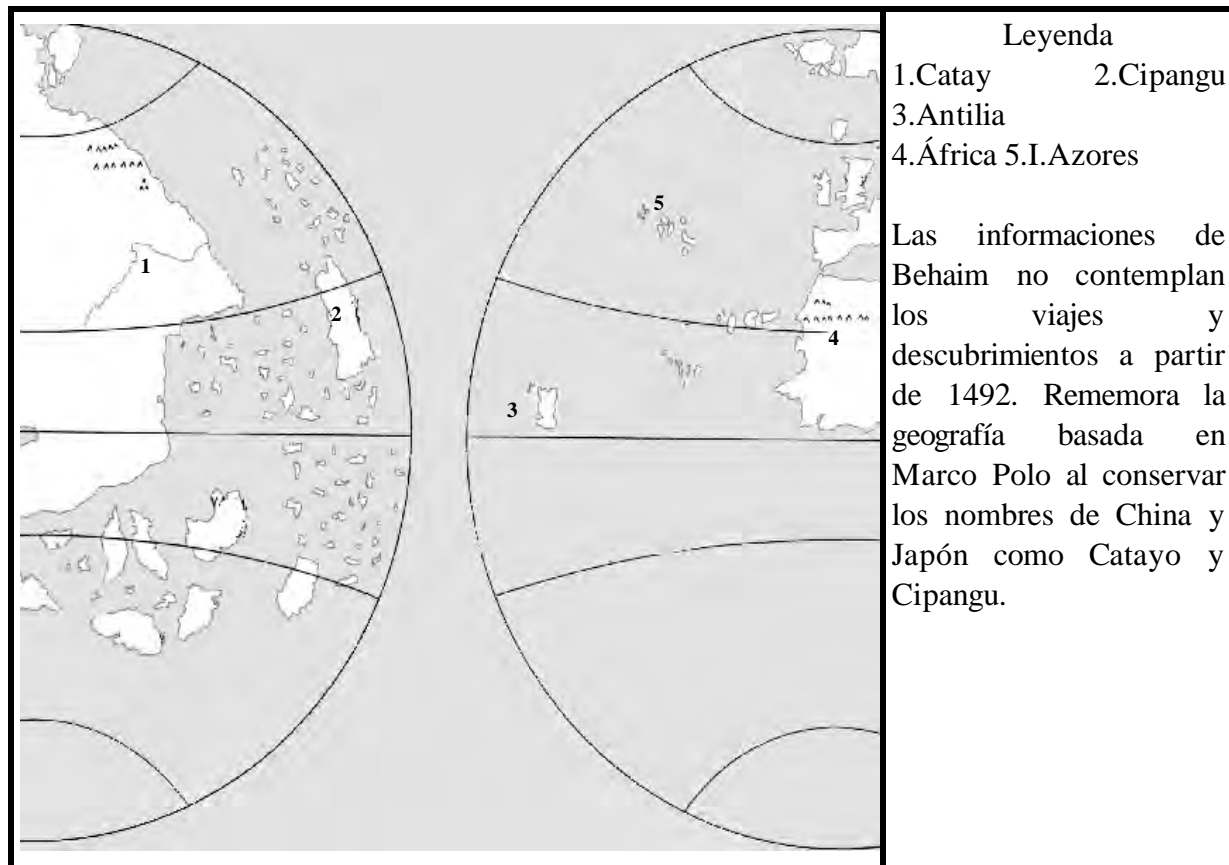 Leyenda
1.Catay 2.Cipangu
3.Antilia
4.África 5.I.Azores
Las informaciones de
Behaim no contemplan
los viajes y
descubrimientos a partir
de 1492. Rememora la
geografía basada en
Marco Polo al conservar
los nombres de China y
Japón como Catayo y
Cipangu.
1
2
3
4
5